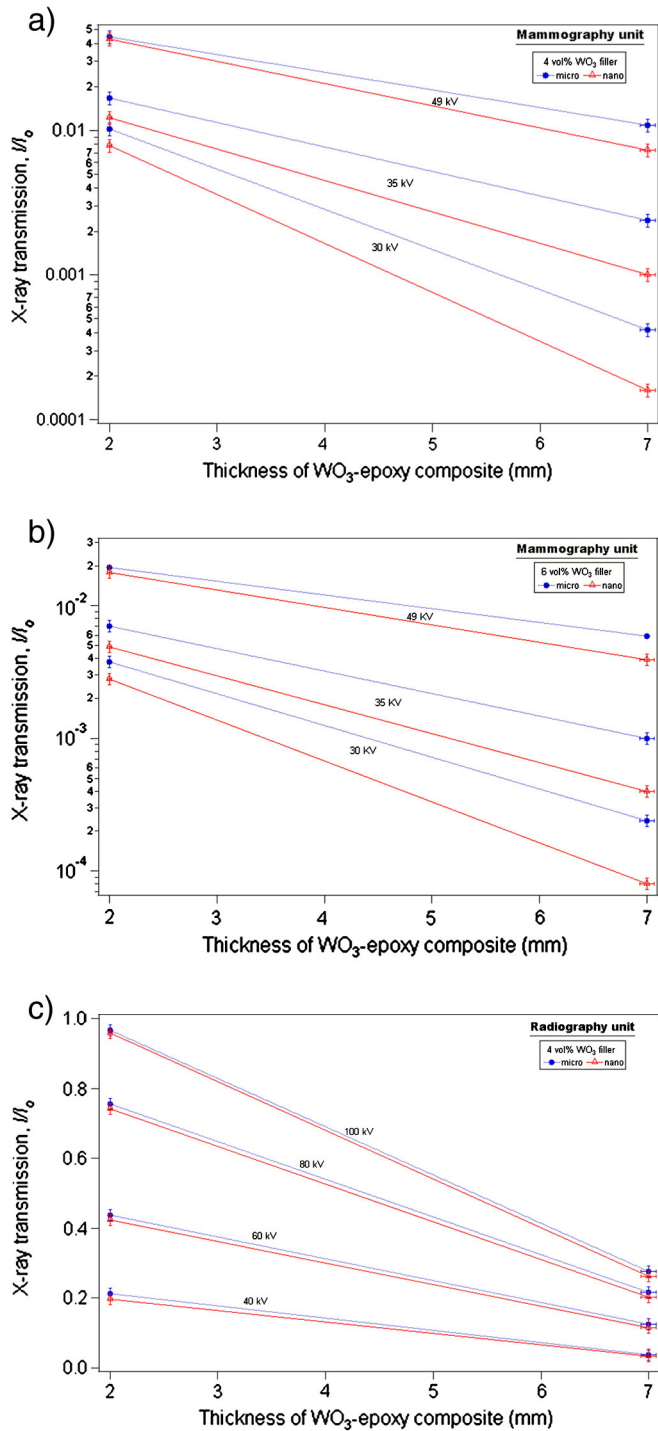 a)
Mammography unit
4 vol% WO₃ filler
micro nano
X-ray transmission, I/Iₒ
5
4
3
2
0.01
7
6
5
4
3
2
0.001
7
6
5
4
3
2
0.0001
49 kV
35 kV
30 kV
2 3 4 5 6 7
Thickness of WO₃-epoxy composite (mm)
b)
Mammography unit
6 vol% WO₃ filler
micro nano
X-ray transmission, I/Iₒ
3
2
10⁻²
8
6
5
4
3
2
10⁻³
8
6
5
4
3
2
10⁻⁴
49 KV
35 KV
30 KV
2 3 4 5 6 7
Thickness of WO₃-epoxy composite (mm)
c)
Radiography unit
4 vol% WO₃ filler
micro nano
X-ray transmission, I/Iₒ
1.0
0.8
0.6
0.4
0.2
0.0
100 kV
80 kV
60 kV
40 kV
2 3 4 5 6 7
Thickness of WO₃-epoxy composite (mm)